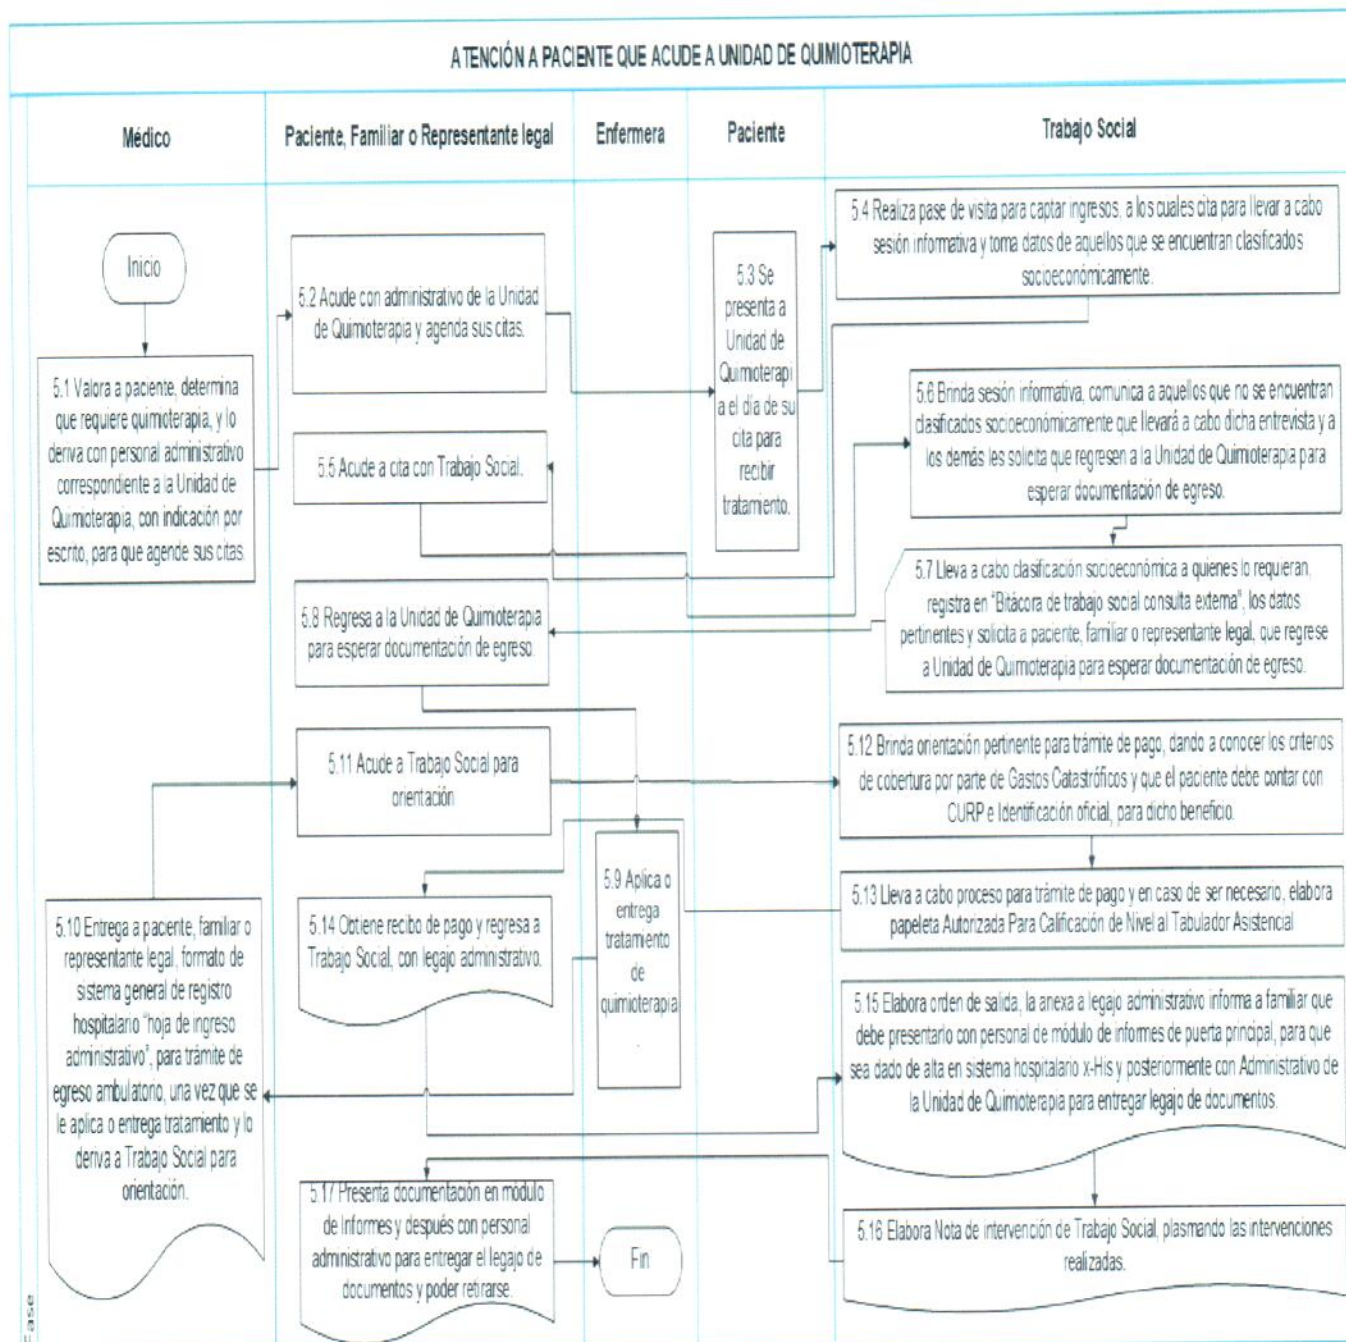 ATENCIÓN A PACIENTE QUE ACUDE A UNIDAD DE QUIMIOTERAPIA
Médico
Paciente, Familiar o Representante legal
Enfermera
Paciente
Trabajo Social
Inicio
5.1 Valora a paciente, determina
que requiere quimioterapia, y lo
deriva con personal administrativo
correspondiente a la Unidad de
Quimioterapia, con indicación por
escrito, para que agende sus citas.
5.2 Acude con administrativo de la Unidad
de Quimioterapia y agenda sus citas.
5.3 Se
presenta a
Unidad de
Quimioterapi
a el día de su
cita para
recibir
tratamiento.
5.4 Realiza pase de visita para captar ingresos, a los cuales cita para llevar a cabo
sesión informativa y toma datos de aquellos que se encuentran clasificados
socioeconómicamente.
5.5 Acude a cita con Trabajo Social.
5.6 Brinda sesión informativa, comunica a aquellos que no se encuentran
clasificados socioeconómicamente que llevará a cabo dicha entrevista y a
los demás les solicita que regresen a la Unidad de Quimioterapia para
esperar documentación de egreso.
5.7 Lleva a cabo clasificación socioeconómica a quienes lo requieran,
registra en "Bitácora de trabajo social consulta externa", los datos
pertinentes y solicita a paciente, familiar o representante legal, que regrese
a Unidad de Quimioterapia para esperar documentación de egreso.
5.8 Regresa a la Unidad de Quimioterapia
para esperar documentación de egreso.
5.9 Aplica o
entrega
tratamiento
de
quimioterapia
.
5.10 Entrega a paciente, familiar o
representante legal, formato de
sistema general de registro
hospitalario "hoja de ingreso
administrativo", para trámite de
egreso ambulatorio, una vez que se
le aplica o entrega tratamiento y lo
deriva a Trabajo Social para
orientación.
5.11 Acude a Trabajo Social para
orientación
5.12 Brinda orientación pertinente para trámite de pago, dando a conocer los criterios
de cobertura por parte de Gastos Catastróficos y que el paciente debe contar con
CURP e Identificación oficial, para dicho beneficio.
5.13 Lleva a cabo proceso para trámite de pago y en caso de ser necesario, elabora
papeleta Autorizada Para Calificación de Nivel al Tabulador Asistencial
5.14 Obtiene recibo de pago y regresa a
Trabajo Social, con legajo administrativo.
5.15 Elabora orden de salida, la anexa a legajo administrativo informa a familiar que
debe presentarlo con personal de módulo de informes de puerta principal, para que
sea dado de alta en sistema hospitalario x-His y posteriormente con Administrativo de
la Unidad de Quimioterapia para entregar legajo de documentos.
5.16 Elabora Nota de intervención de Trabajo Social, plasmando las intervenciones
realizadas.
5.17 Presenta documentación en módulo
de Informes y después con personal
administrativo para entregar el legajo de
documentos y poder retirarse.
Fin
Fase